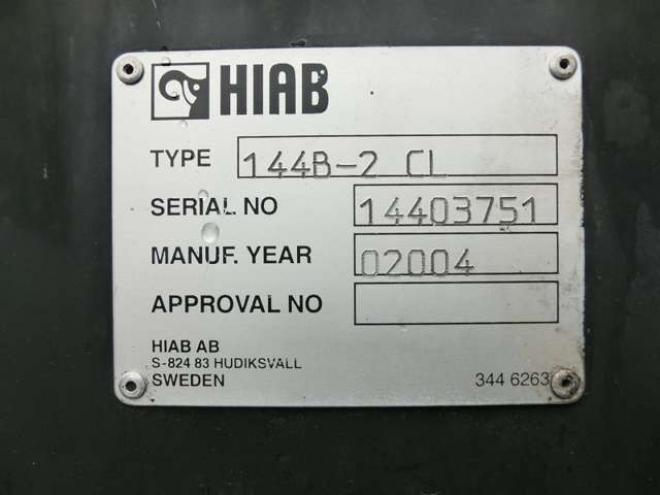 HIAB
TYPE 144B-2 CL
SERIAL NO 14403751
MANUF. YEAR 02004
APPROVAL NO
HIAB AB
S-824 83 HUDIKSVALL
SWEDEN 344 6263